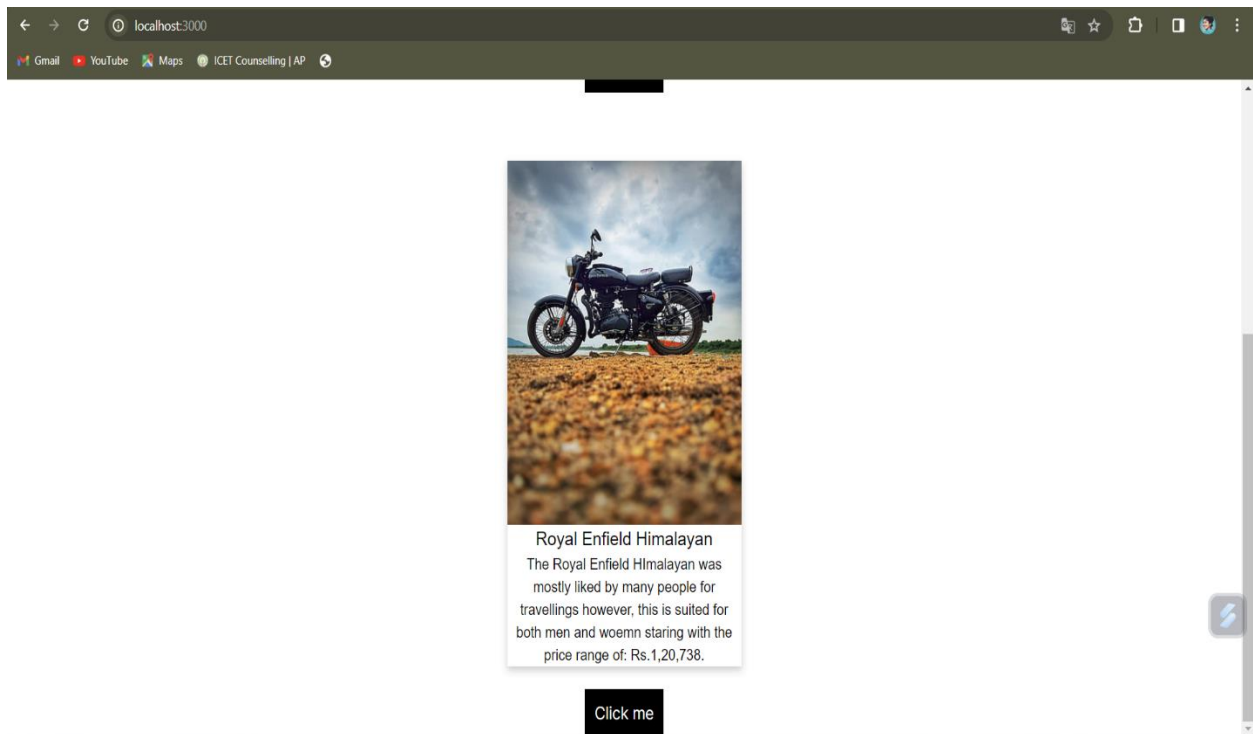 localhost:3000
Gmail YouTube Maps ICET Counselling | AP
Royal Enfield Himalayan
The Royal Enfield HImalayan was
mostly liked by many people for
travellings however, this is suited for
both men and woemn staring with the
price range of: Rs.1,20,738.
Click me